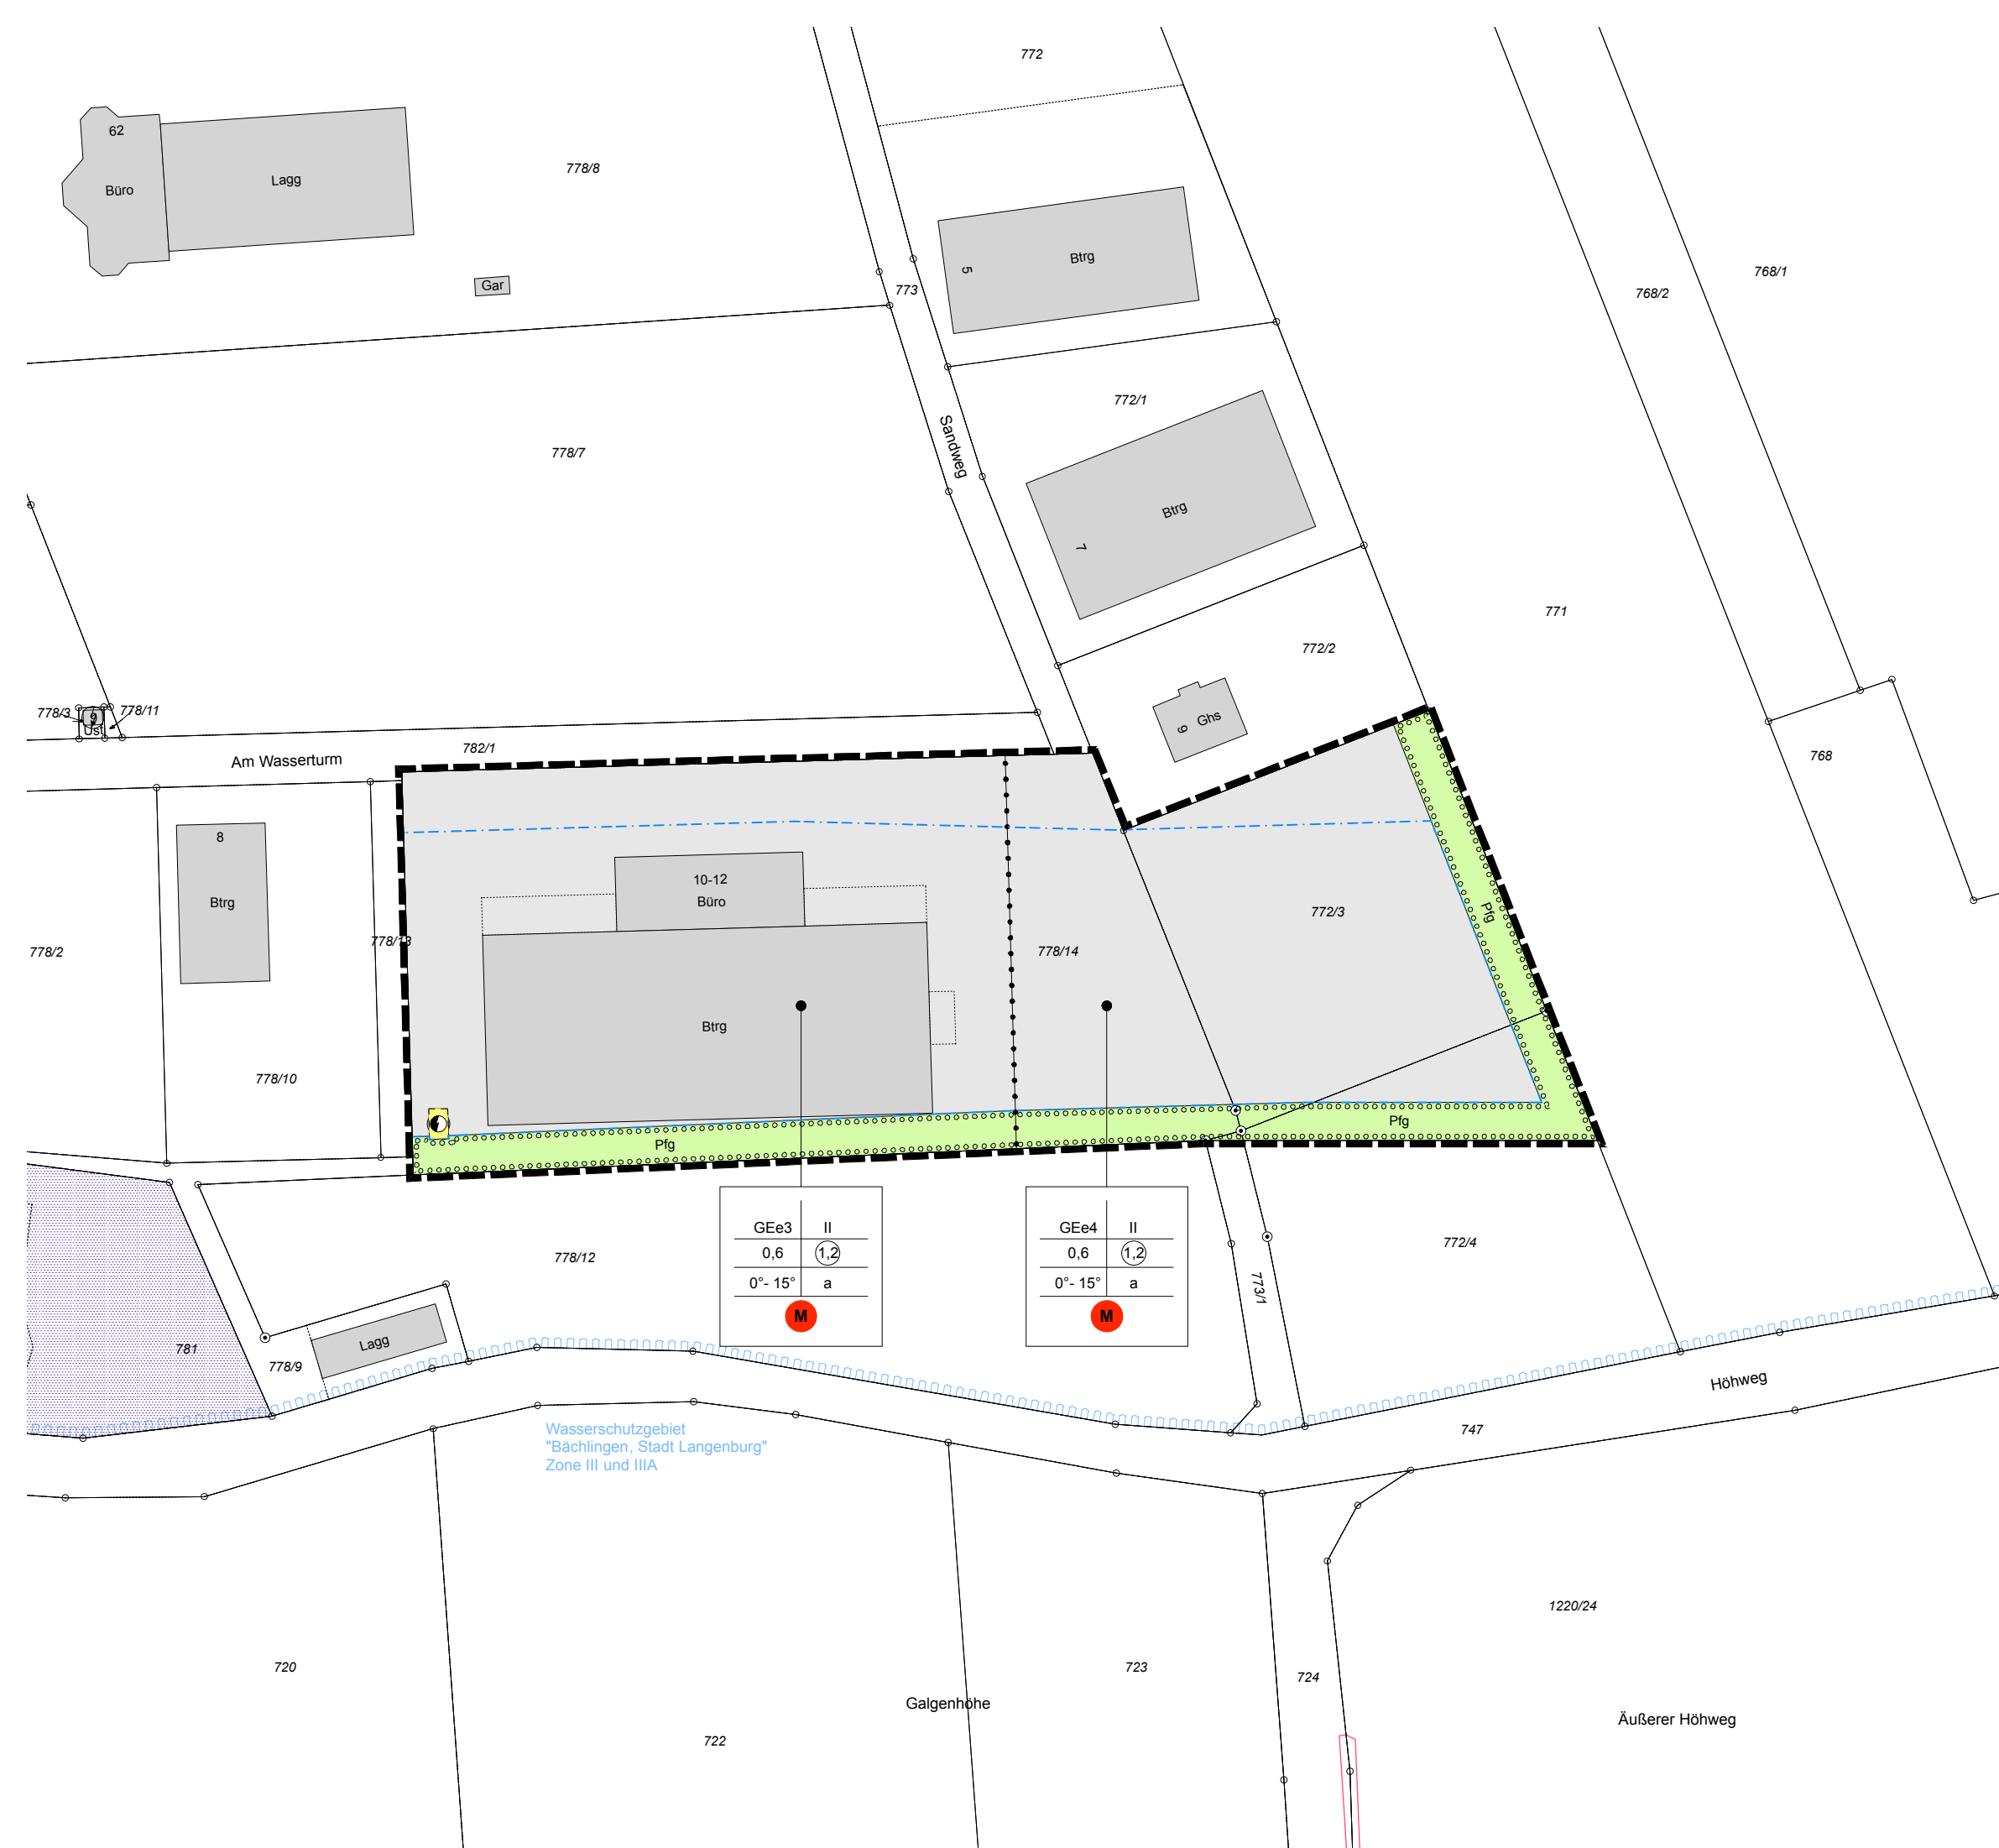 772
62
Büro
Lagg
778/8
Gar
773
5
Btrg
768/2
768/1
772/1
778/7
Sandweg
Btrg
7
771
772/2
9
Ghs
778/3
9
Ust
778/11
782/1
Am Wasserturm
768
8
Btrg
778/2
778/13
778/10
10-12
Büro
Btrg
778/14
772/3
Pfg
Pfg
Pfg
GEe3 II
0,6 1,2
0°- 15° a
M
GEe4 II
0,6 1,2
0°- 15° a
M
778/12
772/4
773/1
781
778/9
Lagg
Höhweg
747
Wasserschutzgebiet
"Bächlingen, Stadt Langenburg"
Zone III und IIIA
1220/24
720
723
724
Galgenhöhe
722
Äußerer Höhweg